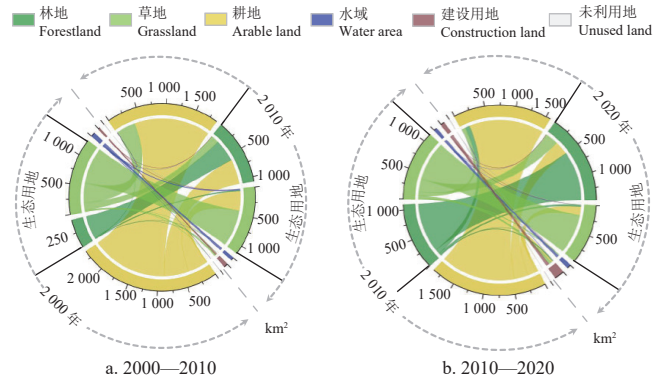 林地
Forestland
草地
Grassland
耕地
Arable land
水域
Water area
建设用地
Construction land
未利用地
Unused land
500
1 000
1 500
2 010 年
500
1 000
生态用地
500
1 000
500
1 000
1 500
2 000
2 000 年
250
500
1 000
生态用地
km²
a. 2000—2010
500
1 000
1 500
2 020 年
500
1 000
生态用地
500
500
1 000
1 500
2 010 年
500
1 000
500
1 000
生态用地
km²
b. 2010—2020